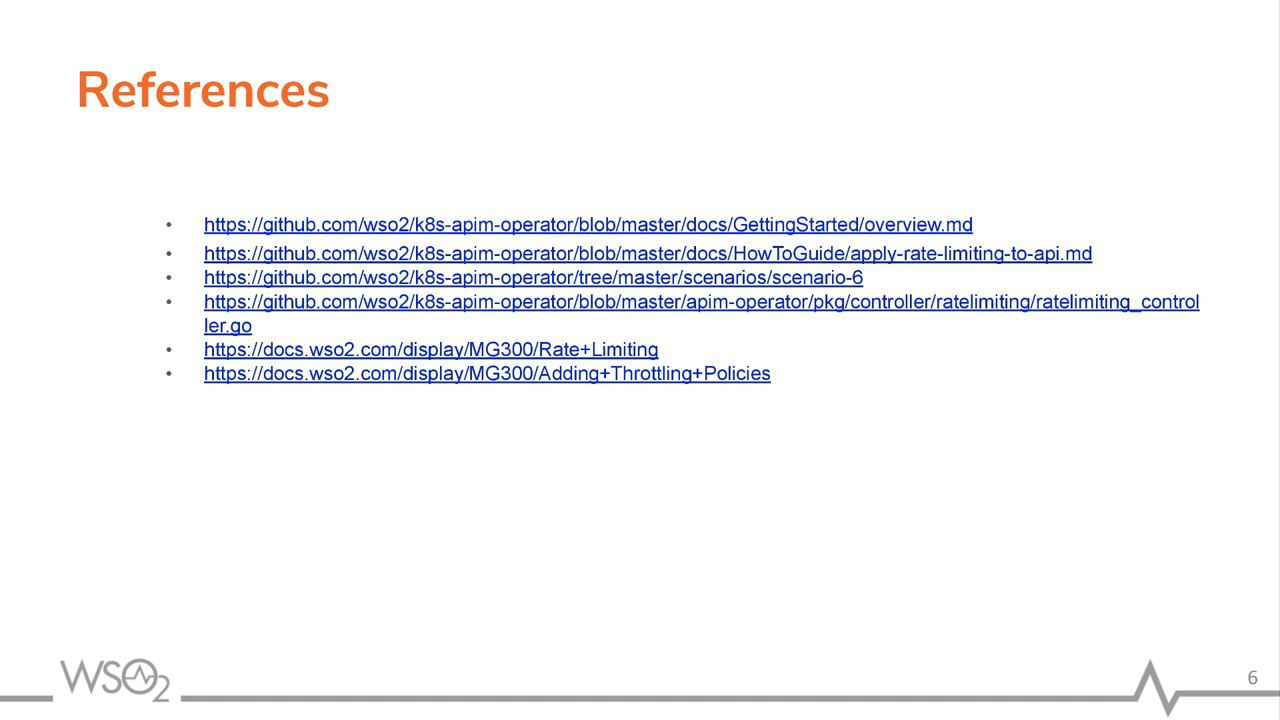 References
• https://github.com/wso2/k8s-apim-operator/blob/master/docs/GettingStarted/overview.md
• https://github.com/wso2/k8s-apim-operator/blob/master/docs/HowToGuide/apply-rate-limiting-to-api.md
• https://github.com/wso2/k8s-apim-operator/tree/master/scenarios/scenario-6
• https://github.com/wso2/k8s-apim-operator/blob/master/apim-operator/pkg/controller/ratelimiting/ratelimiting_control
ler.go
• https://docs.wso2.com/display/MG300/Rate+Limiting
• https://docs.wso2.com/display/MG300/Adding+Throttling+Policies
WSO2
6